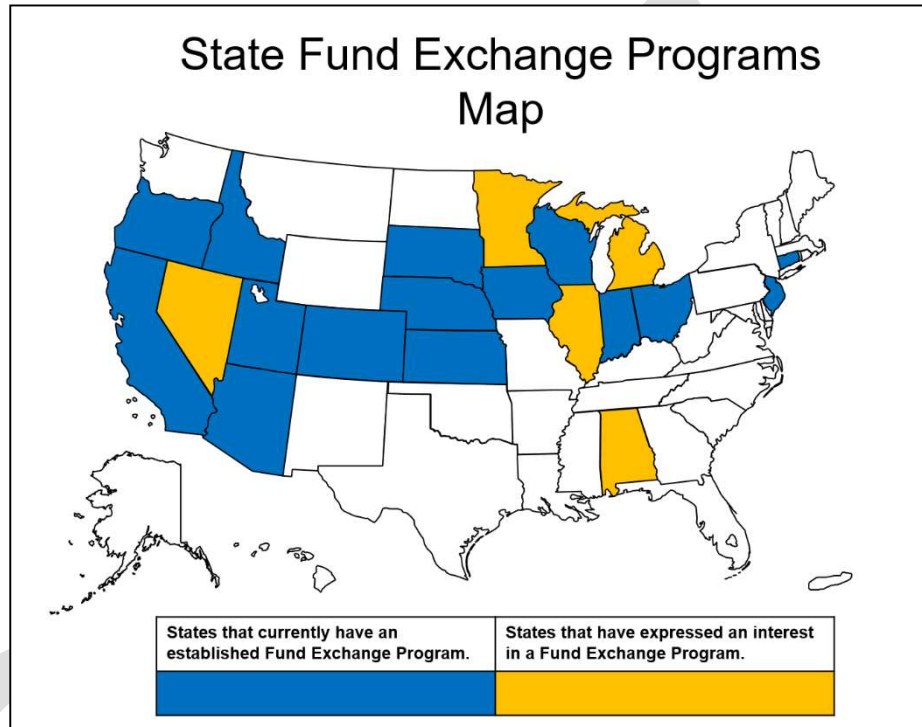 State Fund Exchange Programs
Map
States that currently have an
established Fund Exchange Program.
States that have expressed an interest
in a Fund Exchange Program.